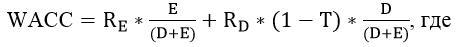 WACC = R_E * E/(D+E) + R_D * (1 − T) * D/(D+E), где